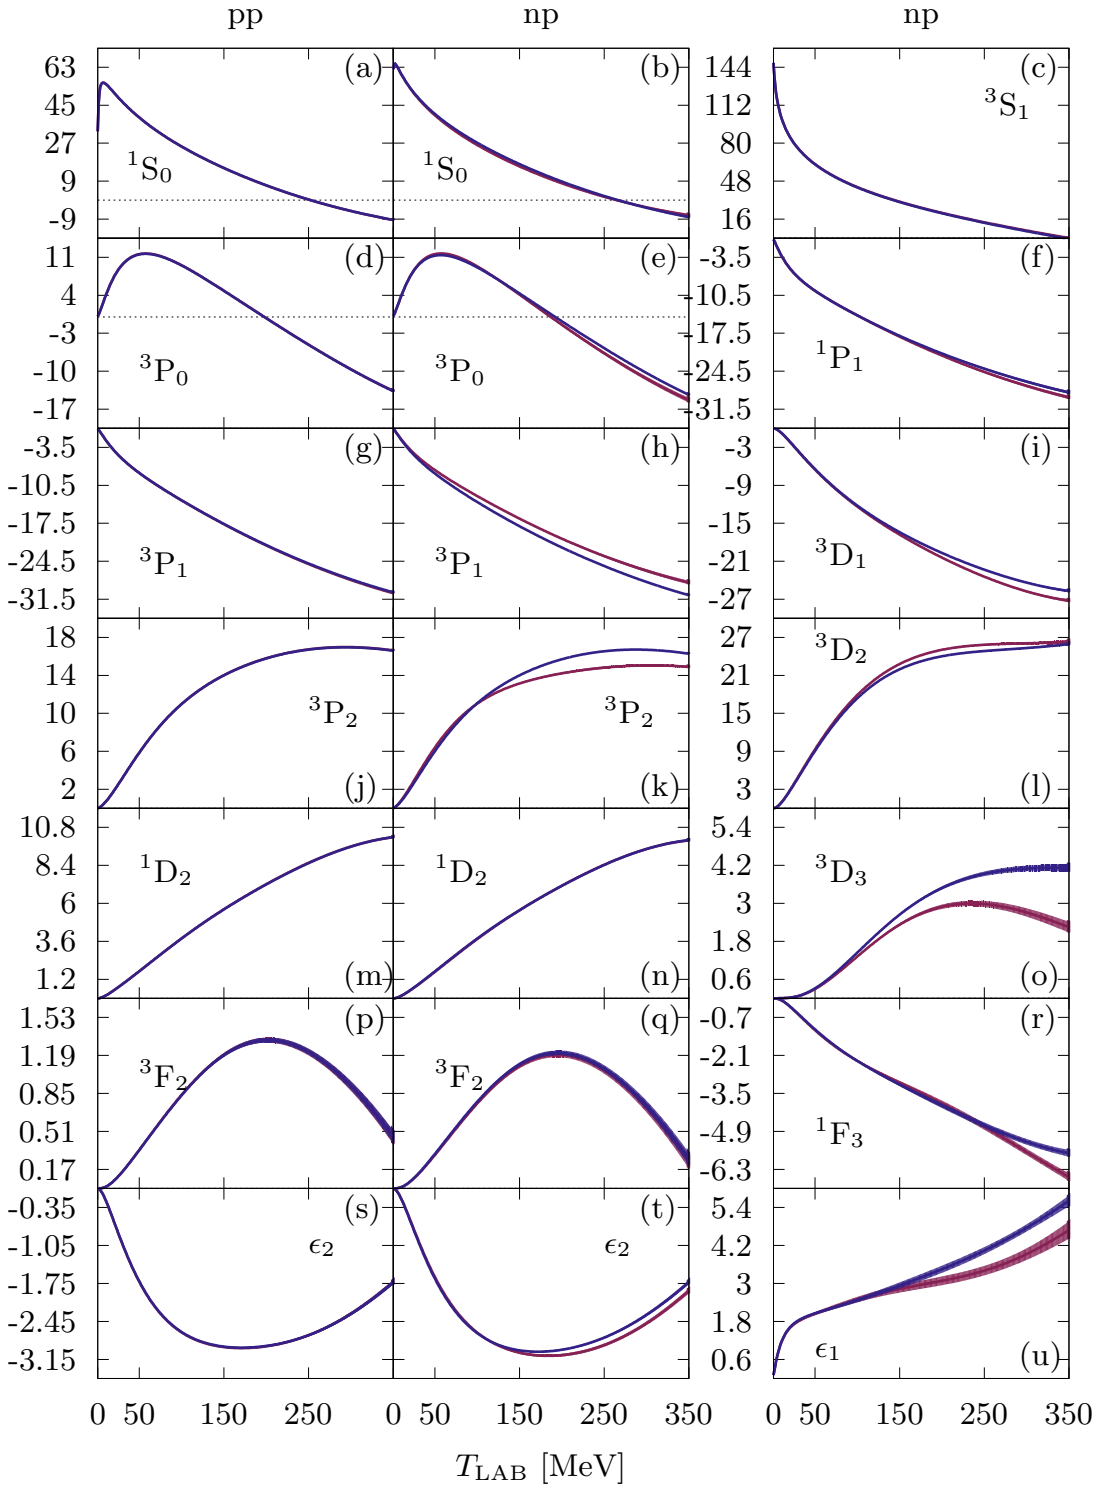 pp np np
63 (a) (b) 144 (c)
45 112 ³S₁
27 80
¹S₀ ¹S₀
9 48
-9 16
11 (d) (e) -3.5 (f)
4 -10.5
-3 -17.5
³P₀ ³P₀ ¹P₁
-10 -24.5
-17 -31.5
-3.5 (g) (h) -3 (i)
-10.5 -9
-17.5 -15
³P₁ ³P₁ ³D₁
-24.5 -21
-31.5 -27
18 27 ³D₂
14 21
³P₂ ³P₂
10 15
6 9
2 (j) (k) 3 (l)
10.8 5.4
8.4 ¹D₂ ¹D₂ 4.2 ³D₃
6 3
3.6 1.8
1.2 (m) (n) 0.6 (o)
1.53 (p) (q) -0.7 (r)
1.19 -2.1
³F₂ ³F₂
0.85 -3.5
0.51 -4.9 ¹F₃
0.17 -6.3
-0.35 (s) (t) 5.4
-1.05 ϵ₂ ϵ₂ 4.2
-1.75 3
-2.45 1.8
-3.15 0.6 ϵ₁ (u)
0 50 150 250 0 50 150 250 0 50 150 250 350
T_LAB [MeV]